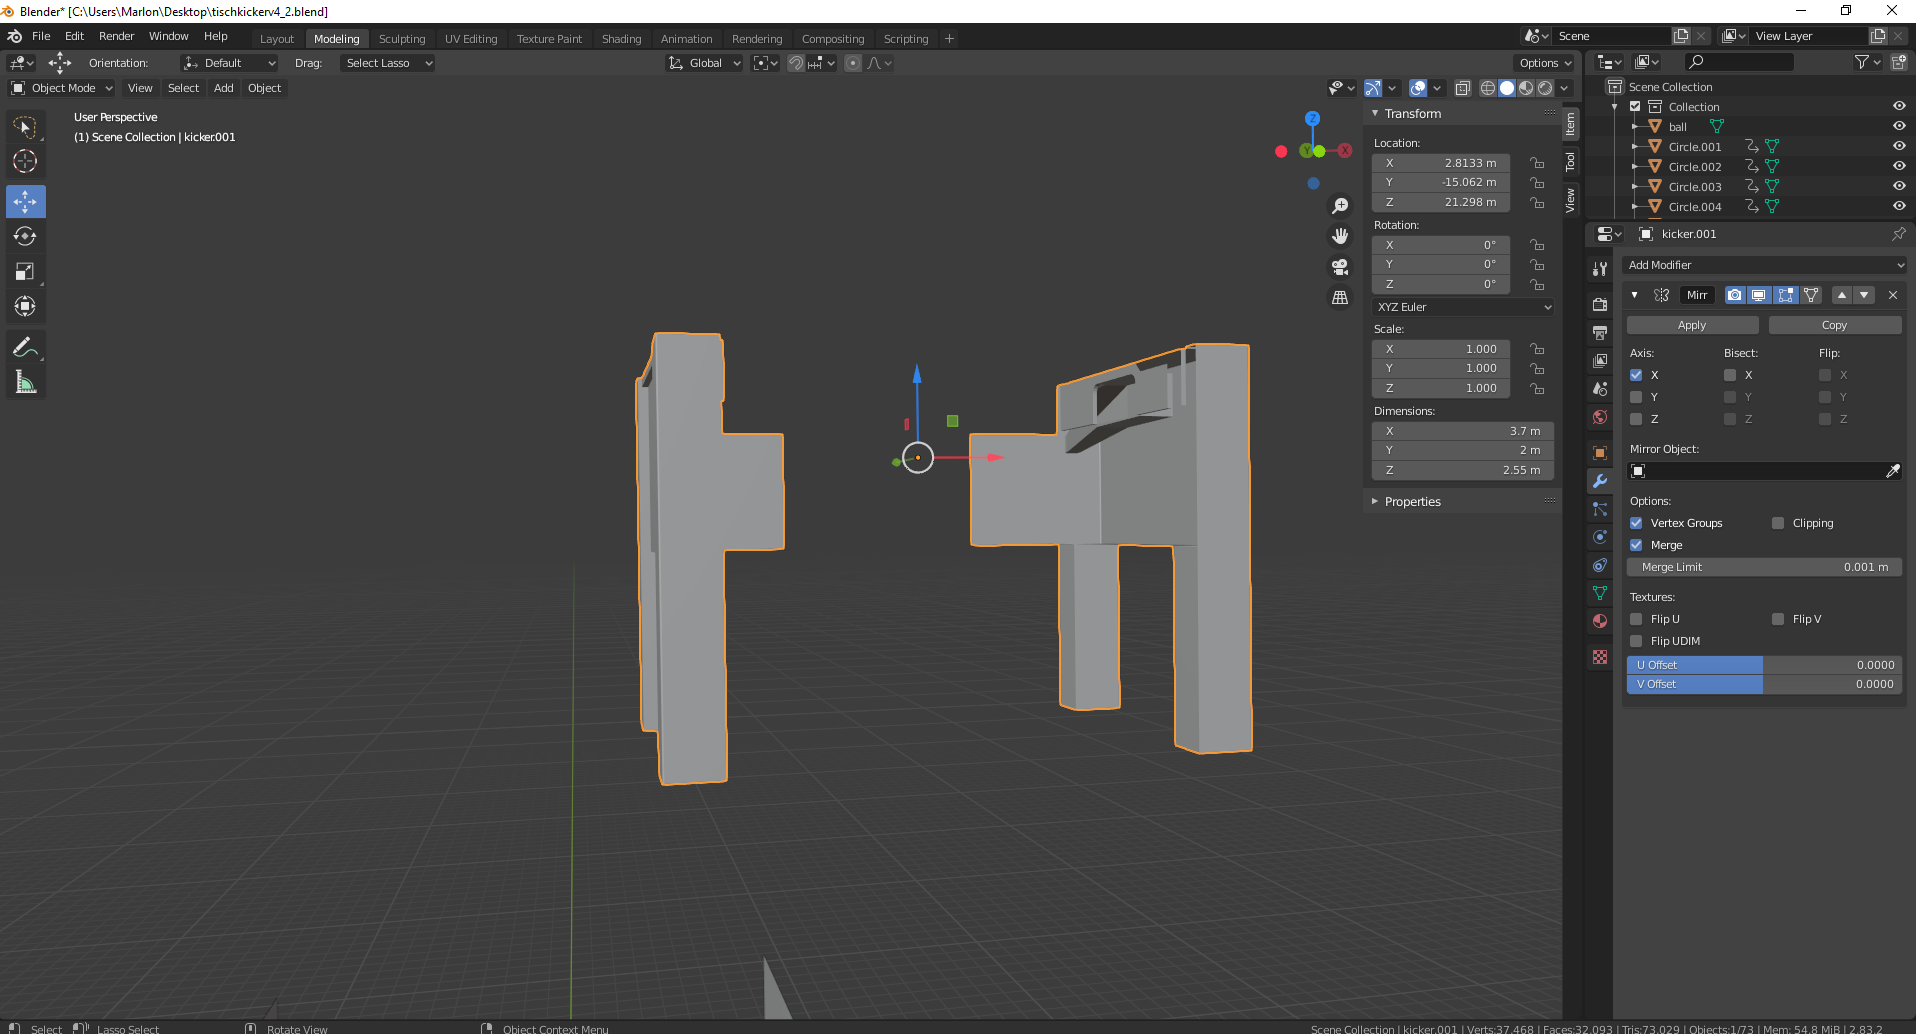 Blender* [C:\Users\Marlon\Desktop\tischkickerv4_2.blend]
File Edit Render Window Help
Layout Modeling Sculpting UV Editing Texture Paint Shading Animation Rendering Compositing Scripting +
Scene
View Layer
Orientation: Default Drag: Select Lasso
Global
Options
Object Mode View Select Add Object
User Perspective
(1) Scene Collection | kicker.001
Z
Y
X
Transform
Location:
X 2.8133 m
Y -15.062 m
Z 21.298 m
Rotation:
X 0°
Y 0°
Z 0°
XYZ Euler
Scale:
X 1.000
Y 1.000
Z 1.000
Dimensions:
X 3.7 m
Y 2 m
Z 2.55 m
Properties
Item
Tool
View
Scene Collection
Collection
ball
Circle.001
Circle.002
Circle.003
Circle.004
kicker.001
Add Modifier
Mirr
Apply Copy
Axis: Bisect: Flip:
X X X
Y Y Y
Z Z Z
Mirror Object:
Options:
Vertex Groups Clipping
Merge
Merge Limit 0.001 m
Textures:
Flip U Flip V
Flip UDIM
U Offset 0.0000
V Offset 0.0000
Select Lasso Select Rotate View Object Context Menu
Scene Collection | kicker.001 | Verts:37.468 | Faces:32.093 | Tris:73.029 | Objects:1/73 | Mem: 54.8 MiB | 2.83.2